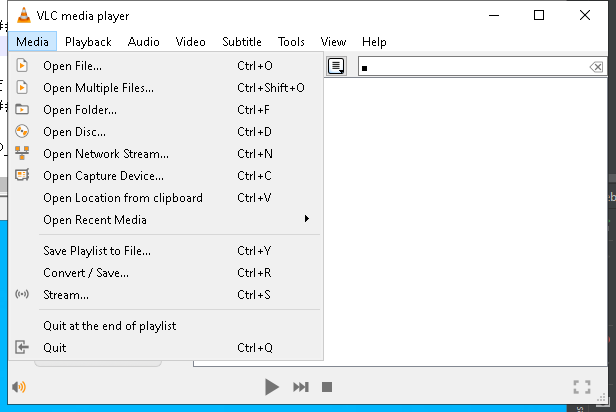 VLC media player
Media Playback Audio Video Subtitle Tools View Help
Open File... Ctrl+O
Open Multiple Files... Ctrl+Shift+O
Open Folder... Ctrl+F
Open Disc... Ctrl+D
Open Network Stream... Ctrl+N
Open Capture Device... Ctrl+C
Open Location from clipboard Ctrl+V
Open Recent Media
Save Playlist to File... Ctrl+Y
Convert / Save... Ctrl+R
Stream... Ctrl+S
Quit at the end of playlist
Quit Ctrl+Q